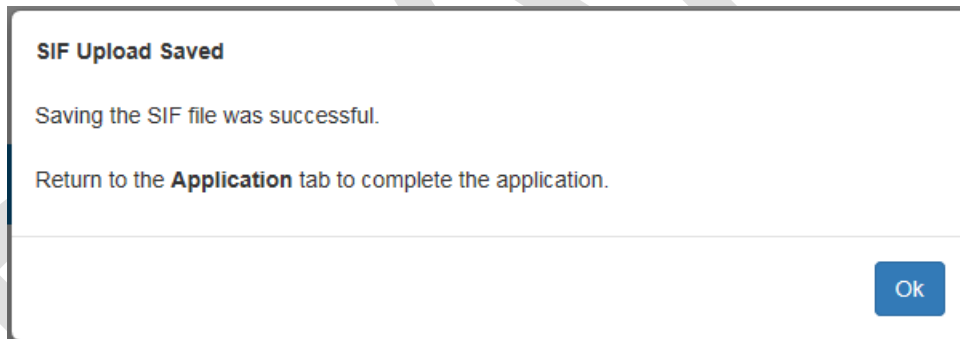 SIF Upload Saved
Saving the SIF file was successful.
Return to the Application tab to complete the application.
Ok